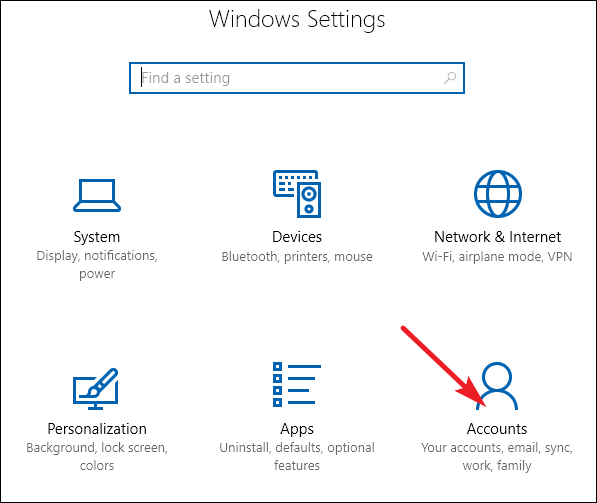 Windows Settings
Find a setting
System
Display, notifications,
power
Devices
Bluetooth, printers, mouse
Network & Internet
Wi-Fi, airplane mode, VPN
Personalization
Background, lock screen,
colors
Apps
Uninstall, defaults, optional
features
Accounts
Your accounts, email, sync,
work, family